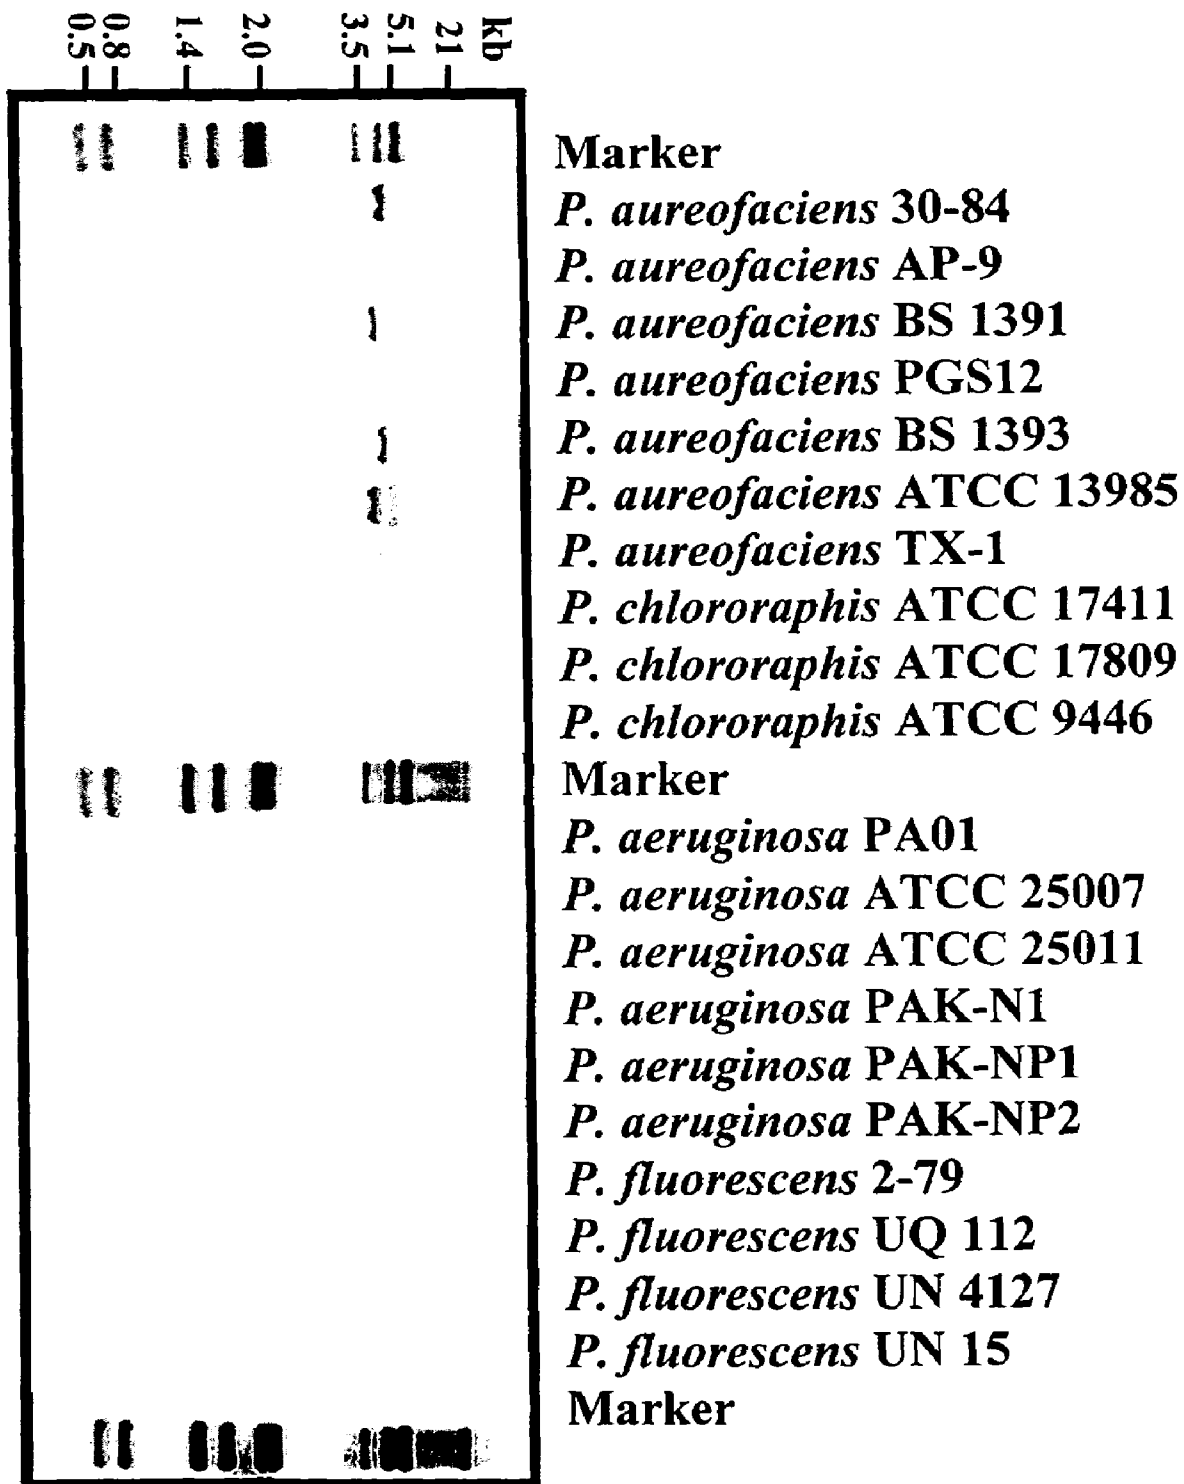 0.5 0.8 1.4 2.0 3.5 5.1 21 kb
Marker
P. aureofaciens 30-84
P. aureofaciens AP-9
P. aureofaciens BS 1391
P. aureofaciens PGS12
P. aureofaciens BS 1393
P. aureofaciens ATCC 13985
P. aureofaciens TX-1
P. chlororaphis ATCC 17411
P. chlororaphis ATCC 17809
P. chlororaphis ATCC 9446
Marker
P. aeruginosa PA01
P. aeruginosa ATCC 25007
P. aeruginosa ATCC 25011
P. aeruginosa PAK-N1
P. aeruginosa PAK-NP1
P. aeruginosa PAK-NP2
P. fluorescens 2-79
P. fluorescens UQ 112
P. fluorescens UN 4127
P. fluorescens UN 15
Marker